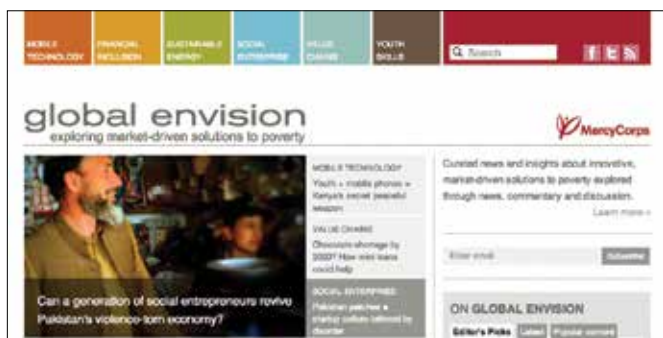 MOBILE
TECHNOLOGY
FINANCIAL
INCLUSION
SUSTAINABLE
ENERGY
SOCIAL
ENTERPRISE
VALUE
CHAINS
YOUTH
SKILLS
Search
global envision
exploring market-driven solutions to poverty
MercyCorps
Can a generation of social entrepreneurs revive
Pakistan's violence-torn economy?
MOBILE TECHNOLOGY
Youth + mobile phones =
Kenya's secret peaceful
weapon
VALUE CHAINS
Chocolate shortage by
2020? How mini loans
could help
SOCIAL ENTERPRISE
Pakistan patches a
startup culture tattered by
disorder
Curated news and insights about innovative,
market-driven solutions to poverty explored
through news, commentary and discussion.
Learn more »
Enter email
Subscribe
ON GLOBAL ENVISION
Editor's Picks
Latest
Popular content